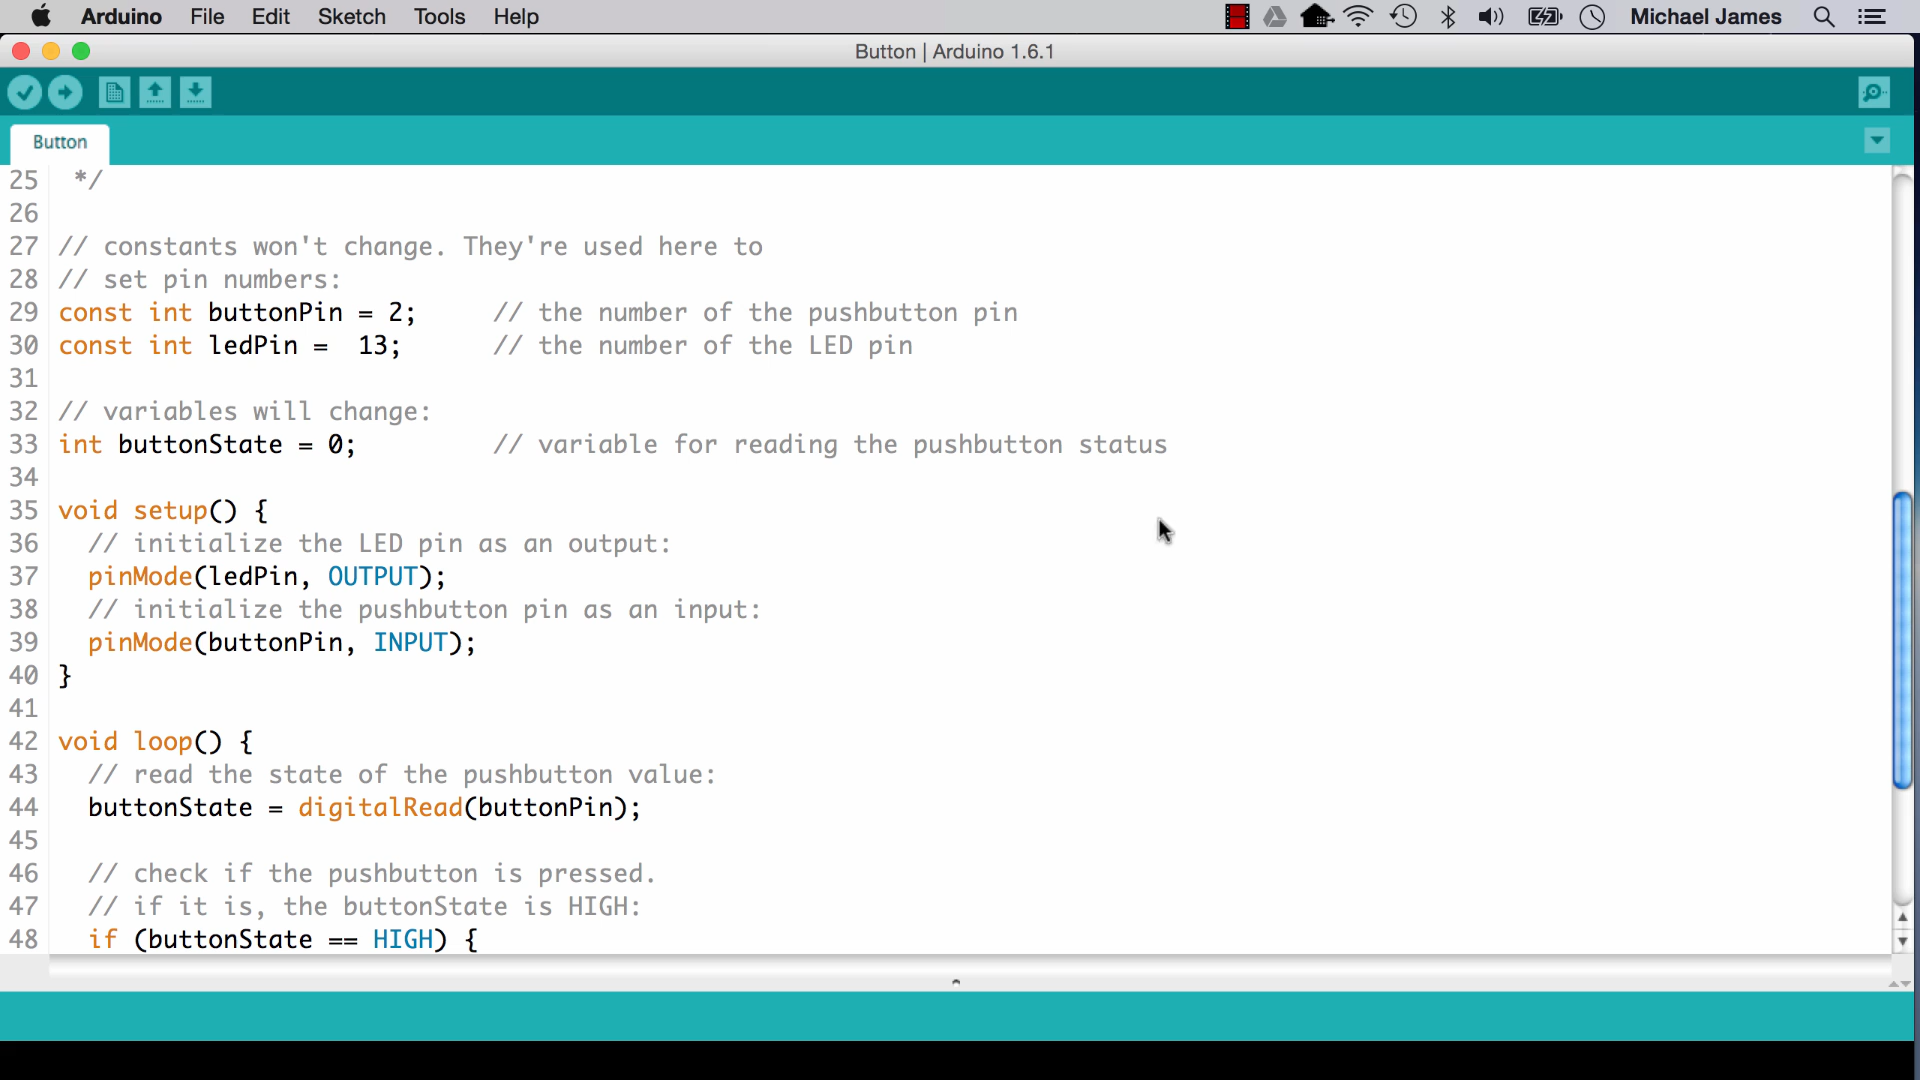 Arduino File Edit Sketch Tools Help Michael James
Button | Arduino 1.6.1
Button
25 */
26
27 // constants won't change. They're used here to
28 // set pin numbers:
29 const int buttonPin = 2; // the number of the pushbutton pin
30 const int ledPin = 13; // the number of the LED pin
31
32 // variables will change:
33 int buttonState = 0; // variable for reading the pushbutton status
34
35 void setup() {
36 // initialize the LED pin as an output:
37 pinMode(ledPin, OUTPUT);
38 // initialize the pushbutton pin as an input:
39 pinMode(buttonPin, INPUT);
40 }
41
42 void loop() {
43 // read the state of the pushbutton value:
44 buttonState = digitalRead(buttonPin);
45
46 // check if the pushbutton is pressed.
47 // if it is, the buttonState is HIGH:
48 if (buttonState == HIGH) {